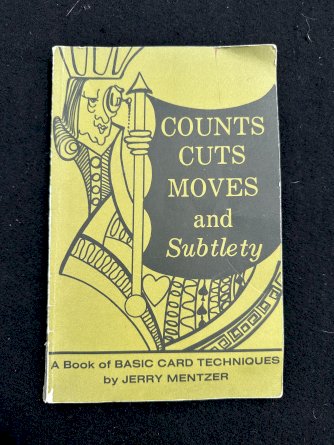 COUNTS
CUTS
MOVES
and
Subtlety
A Book of BASIC CARD TECHNIQUES
by JERRY MENTZER